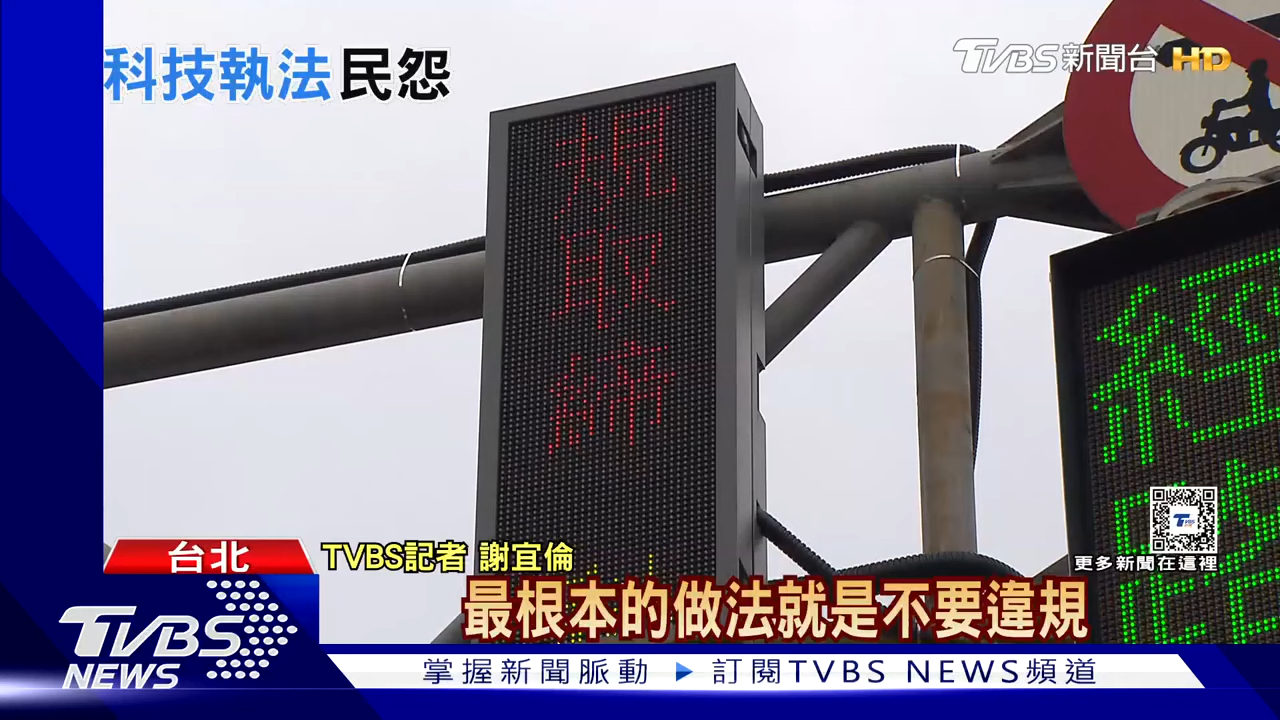 科技執法民怨
TVBS新聞台 HD
規取締
經
更多新聞在這裡
台北
TVBS記者 謝宜倫
最根本的做法就是不要違規
TVBS
NEWS
掌握新聞脈動 ▶ 訂閱TVBS NEWS頻道